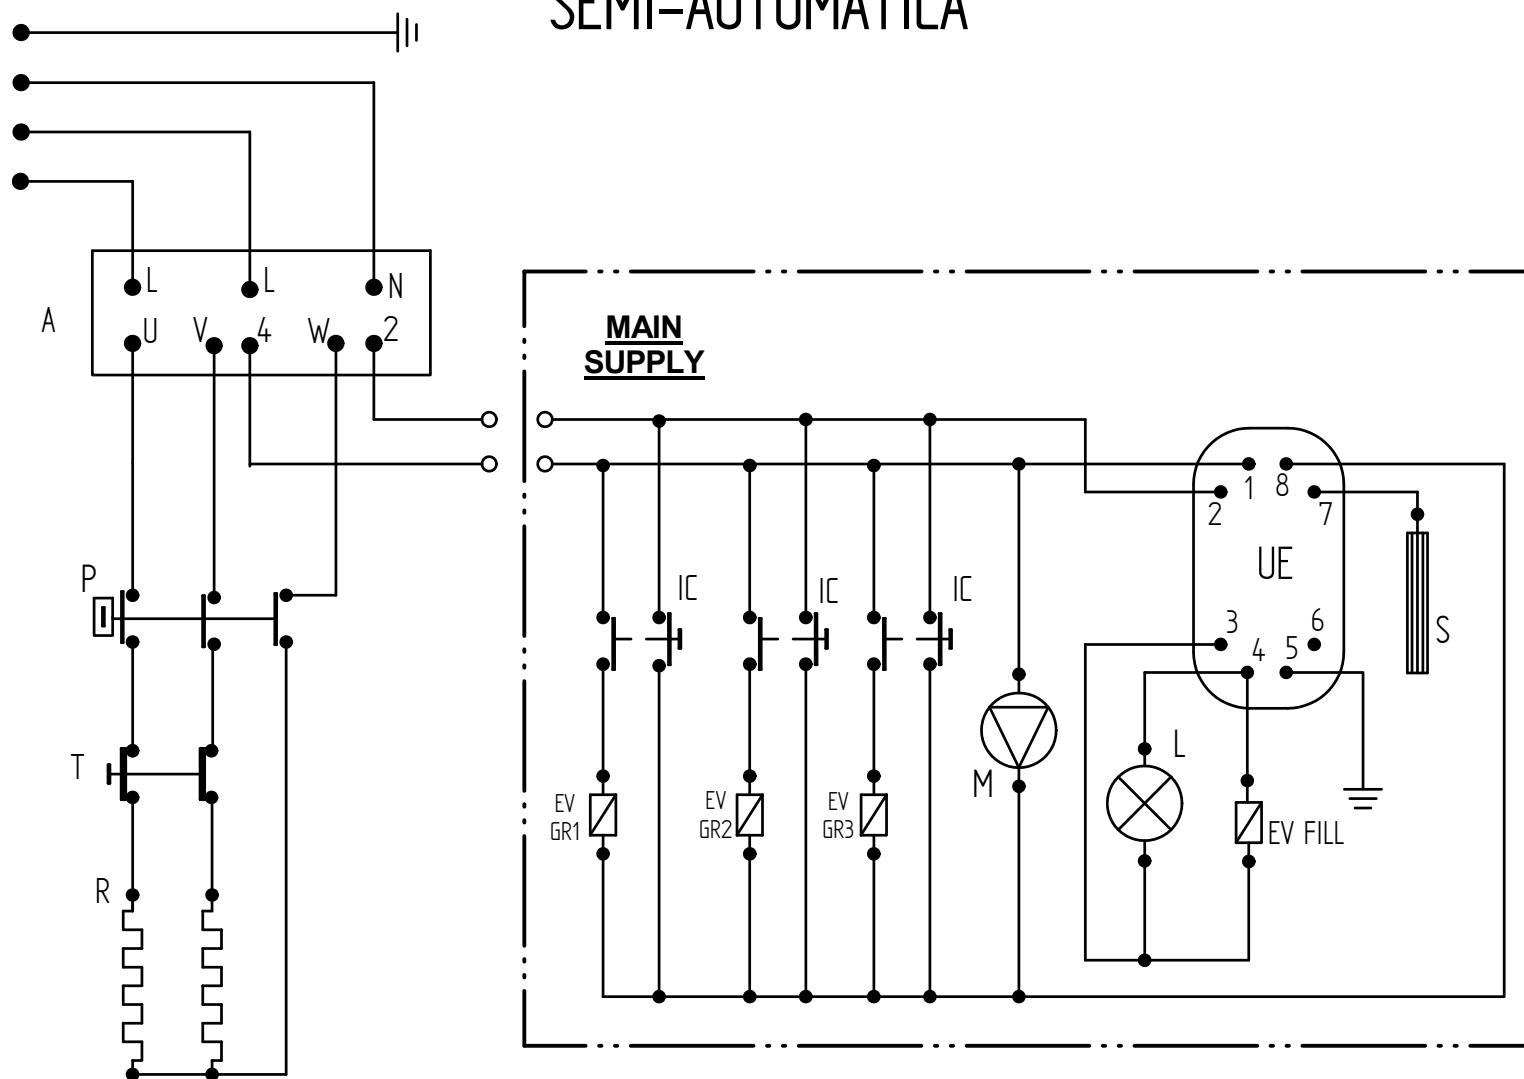 SEMI-AUTOMATICA
L L N
A
U V 4 W 2
MAIN
SUPPLY
1 8
2 7
UE
P
IC IC IC
3 6
4 5
S
T
L
M
EV
GR1
EV
GR2
EV
GR3
EV FILL
R